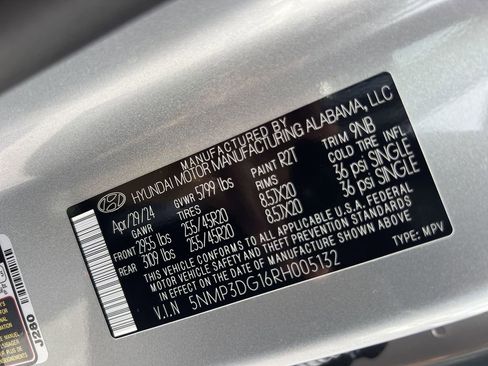 MANUFACTURED BY
HYUNDAI MOTOR MANUFACTURING ALABAMA, LLC
Apr/29/24 GVWR 5799 lbs PAINT R2T TRIM 9NB
GAWR TIRES RIMS COLD TIRE INFL
FRONT 2955 lbs 255/45R20 8.5JX20 36 psi SINGLE
REAR 3109 lbs 255/45R20 8.5JX20 36 psi SINGLE
THIS VEHICLE CONFORMS TO ALL APPLICABLE U.S.A. FEDERAL
MOTOR VEHICLE SAFETY, BUMPER, AND THEFT PREVENTION
STANDARDS IN EFFECT ON THE DATE OF MANUFACTURE SHOWN ABOVE.
V.I.N 5NMP3DG16RH005132 TYPE: MPV
J280